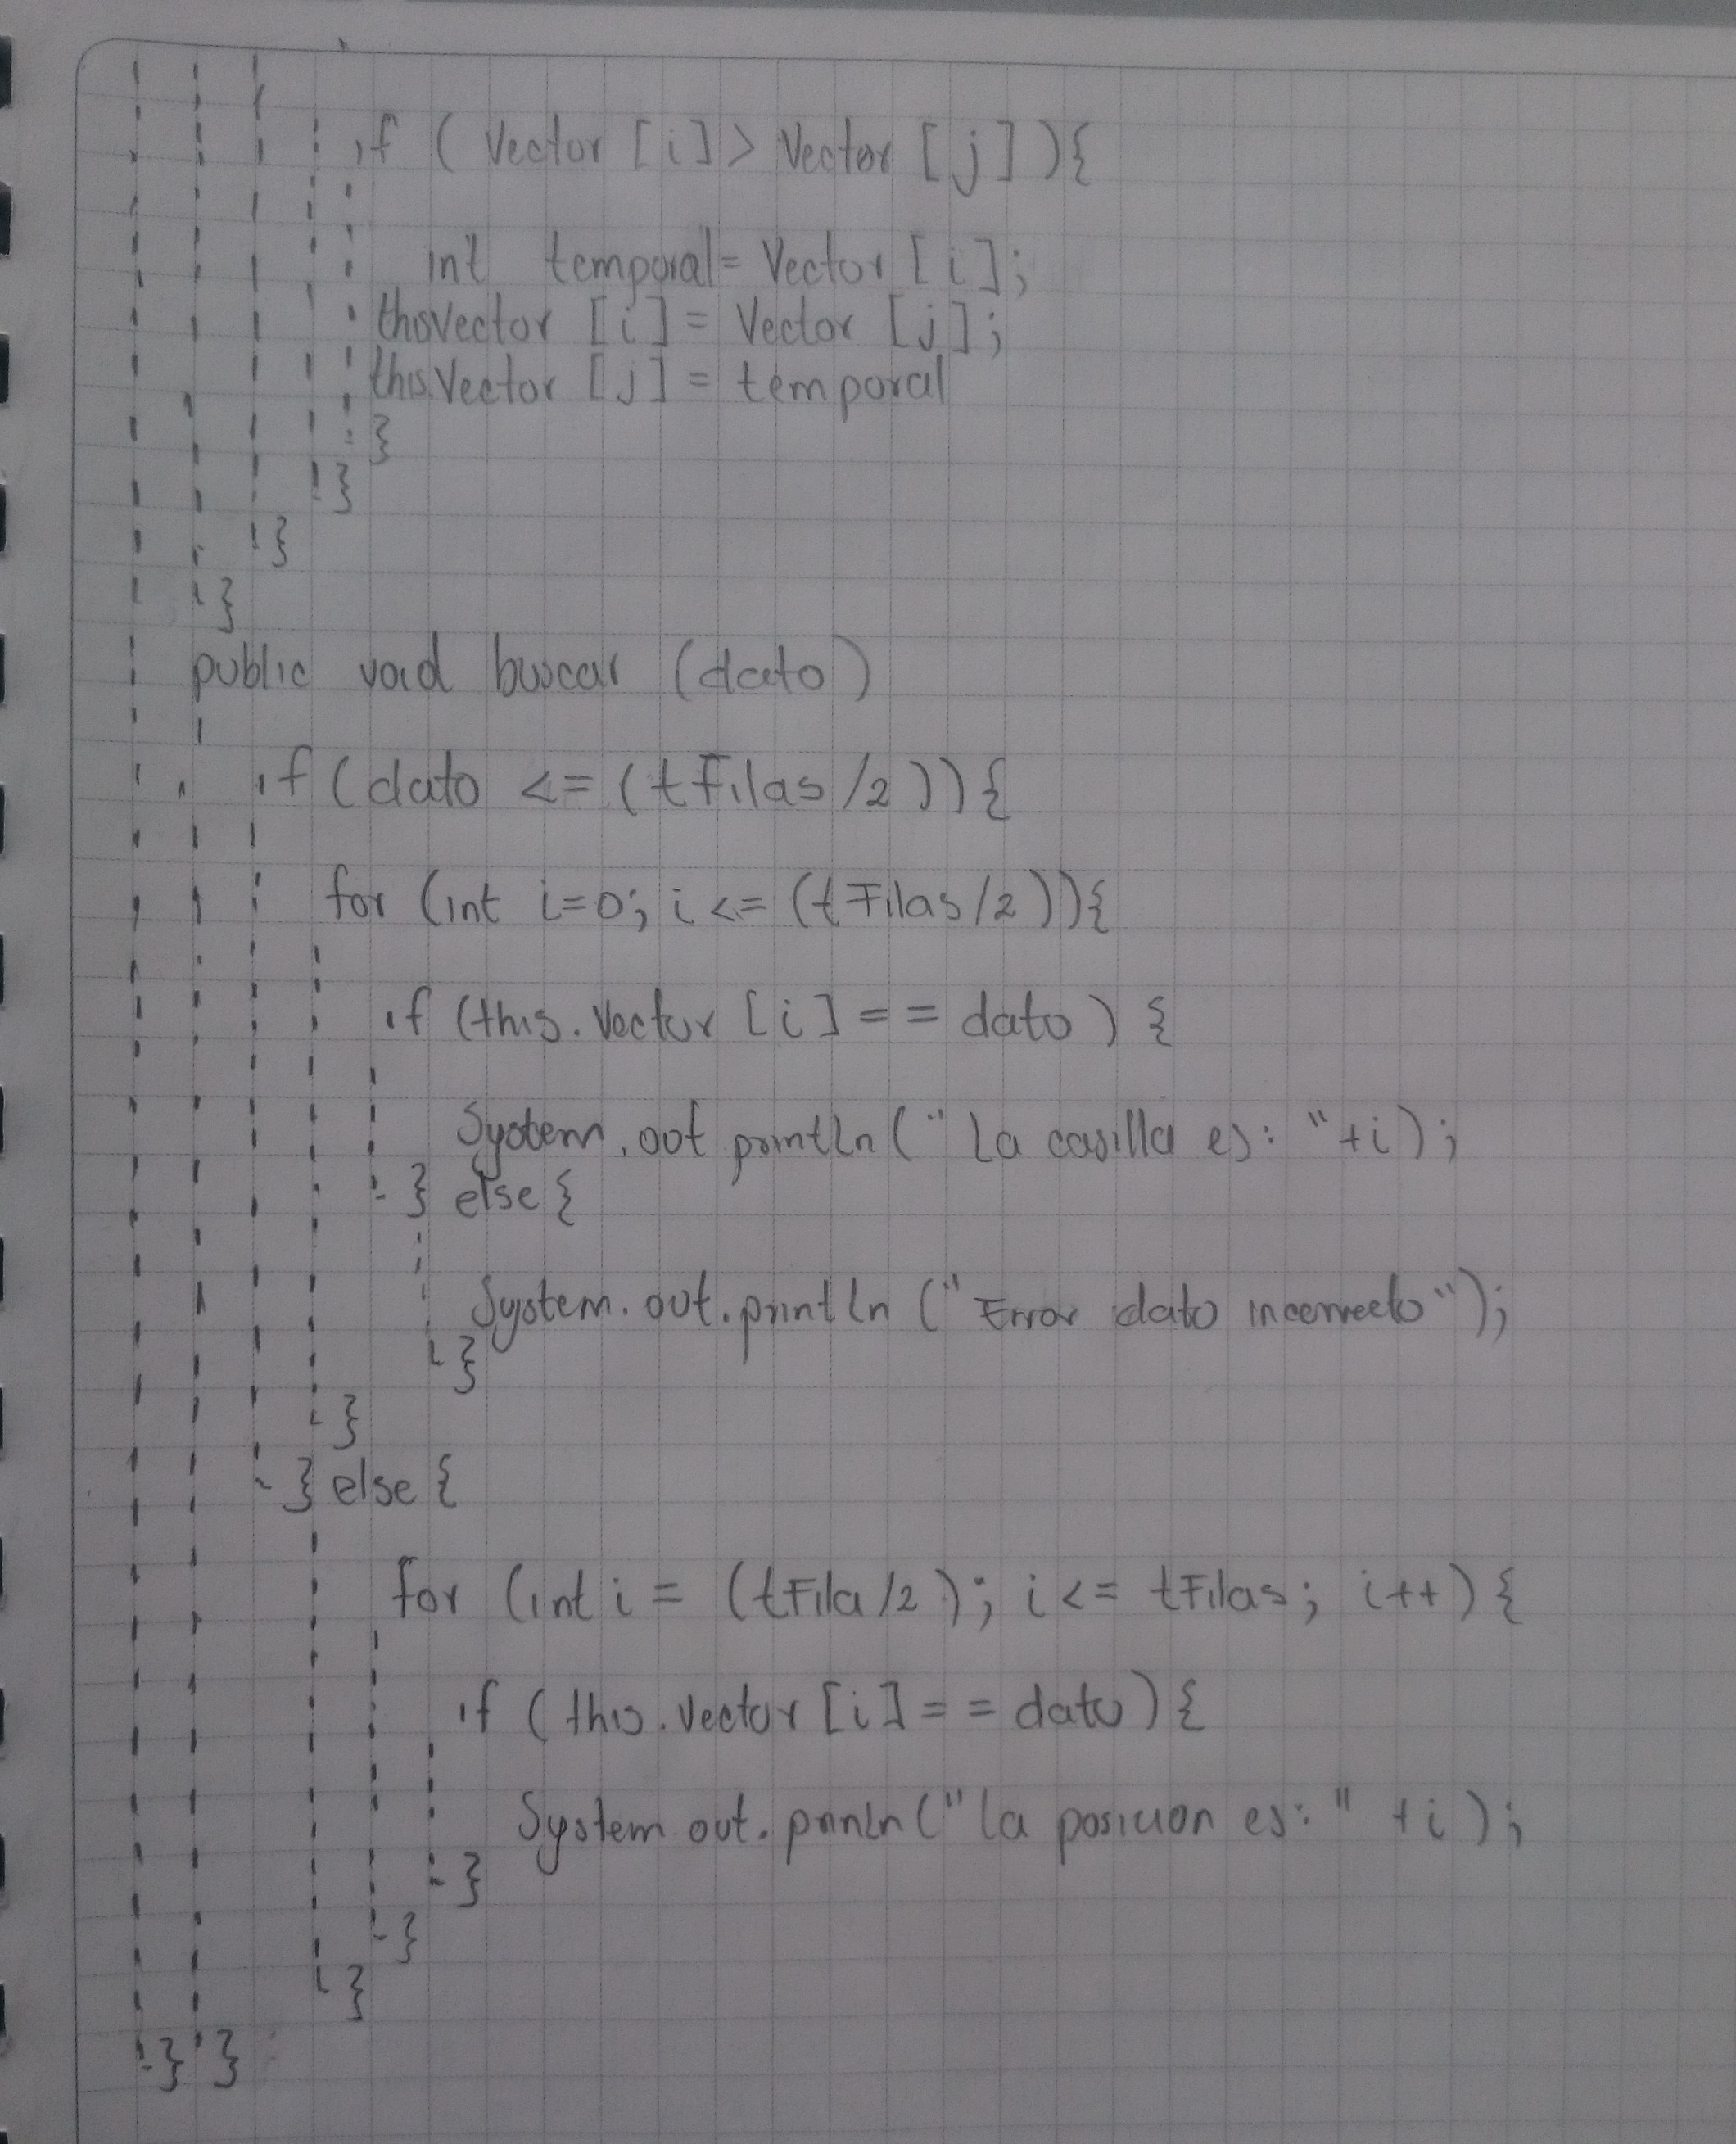 if ( Vector [i] > Vector [j] ){
int temporal = Vector [i];
thisVector [i] = Vector [j];
this.Vector [j] = temporal
}
}
}
}
public void buscar (dato)
if (dato <= (tFilas /2 )) {
for (int i=0; i <= (tFilas/2 )){
if (this. Vector [i] == dato ) {
System. out println (" La casilla es: "+i );
} else {
System. out. println (" Error dato incorrecto ");
}
}
} else {
for (int i = (tFila /2 ); i <= tFilas; i++) {
if ( this. Vector [i] == dato ) {
System out. prinln (" la posicion es: " +i );
}
}
}
} }